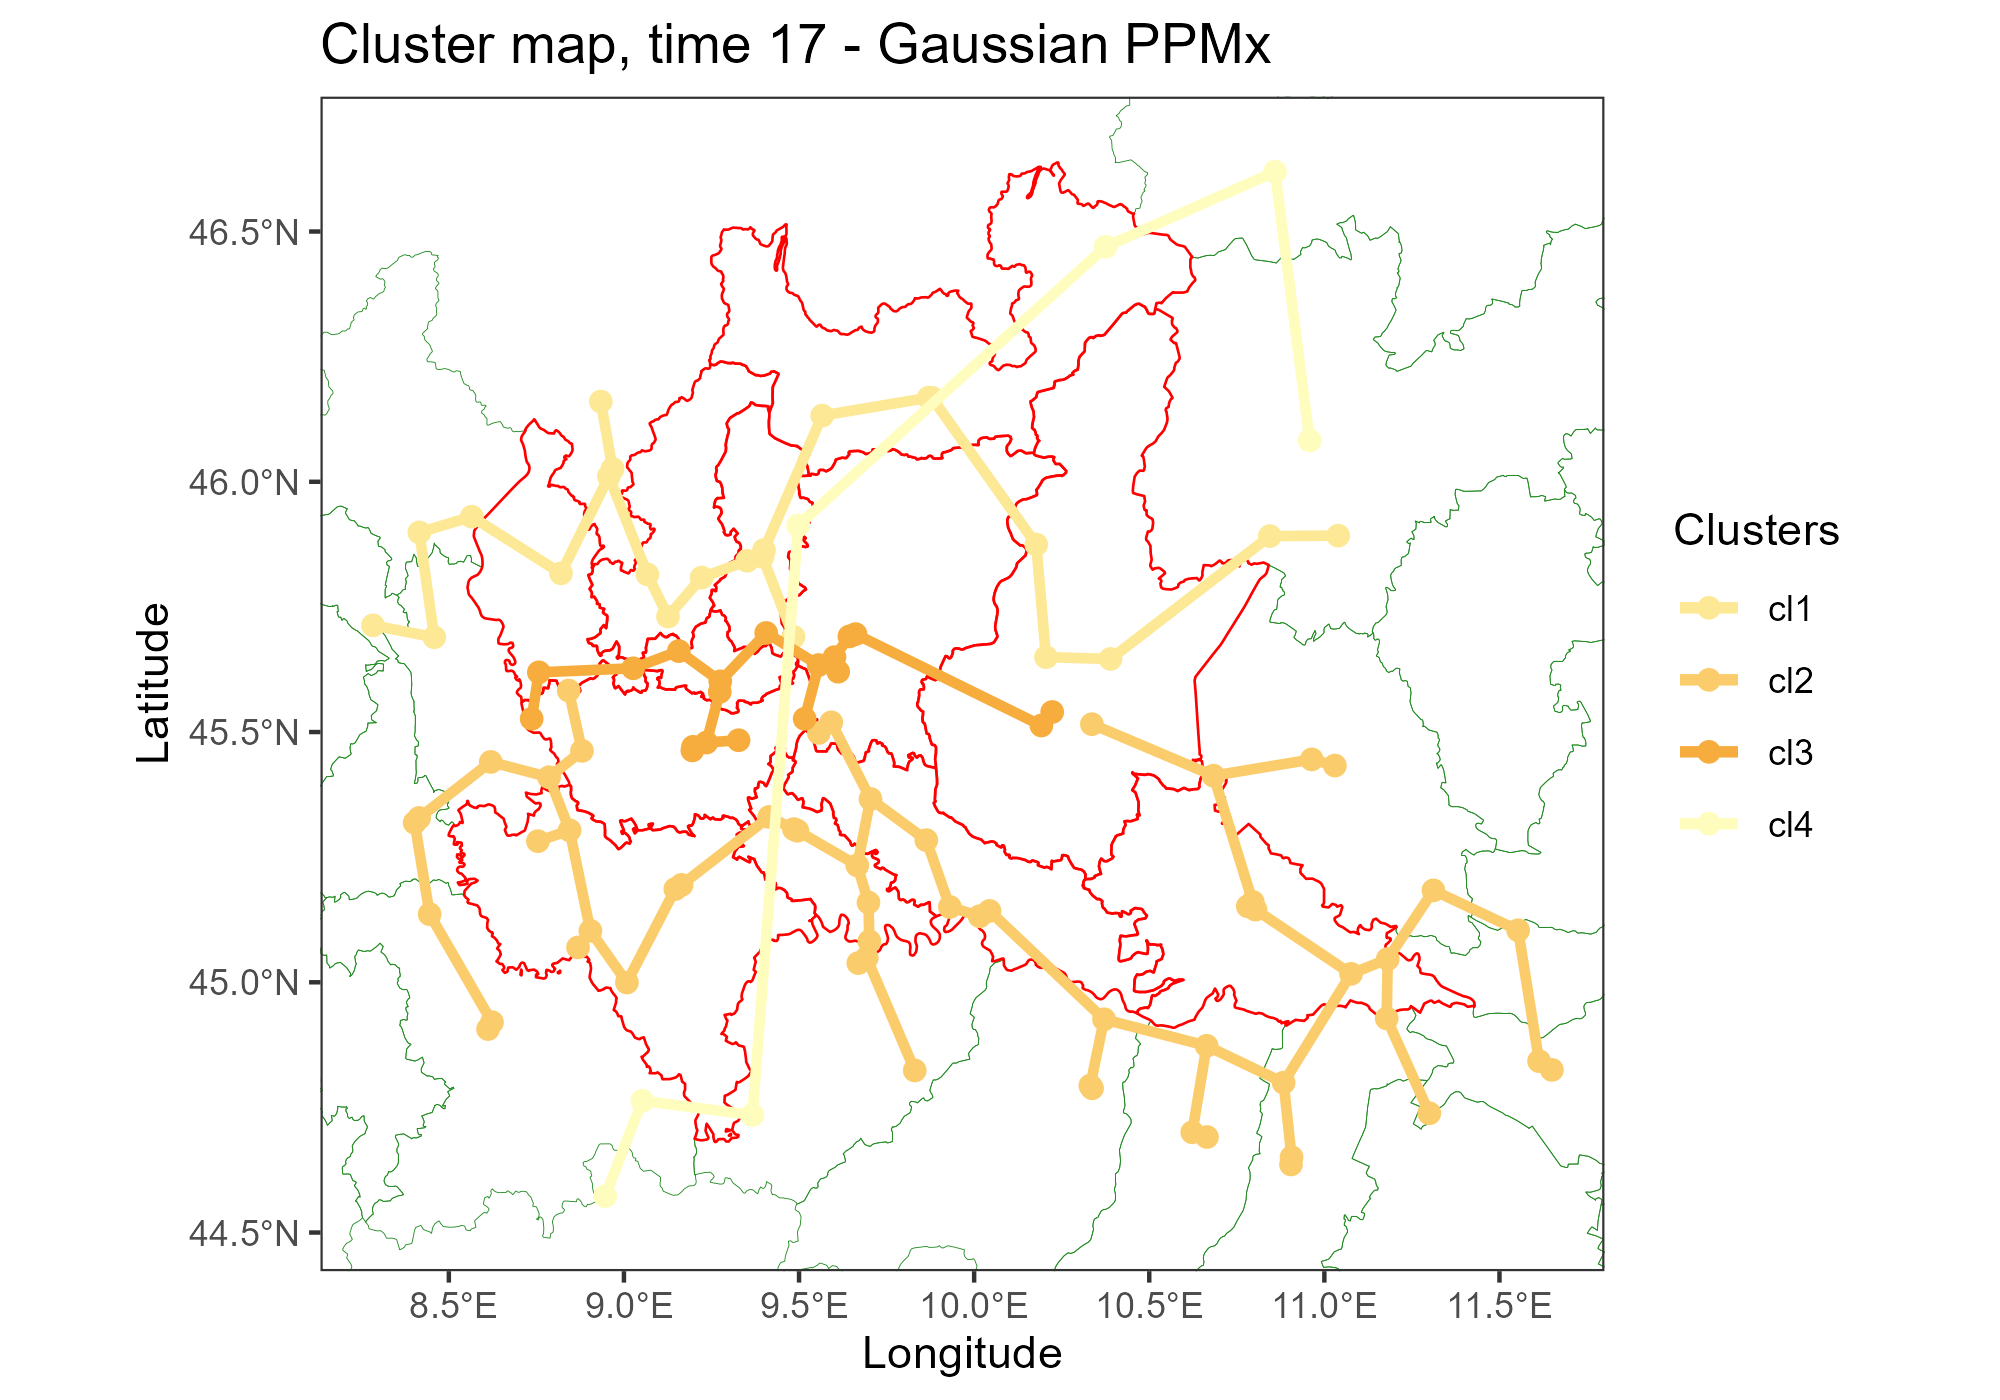 Cluster map, time 17 - Gaussian PPMx
46.5°N
46.0°N
45.5°N
45.0°N
44.5°N
Latitude
8.5°E
9.0°E
9.5°E
10.0°E
10.5°E
11.0°E
11.5°E
Longitude
Clusters
cl1
cl2
cl3
cl4